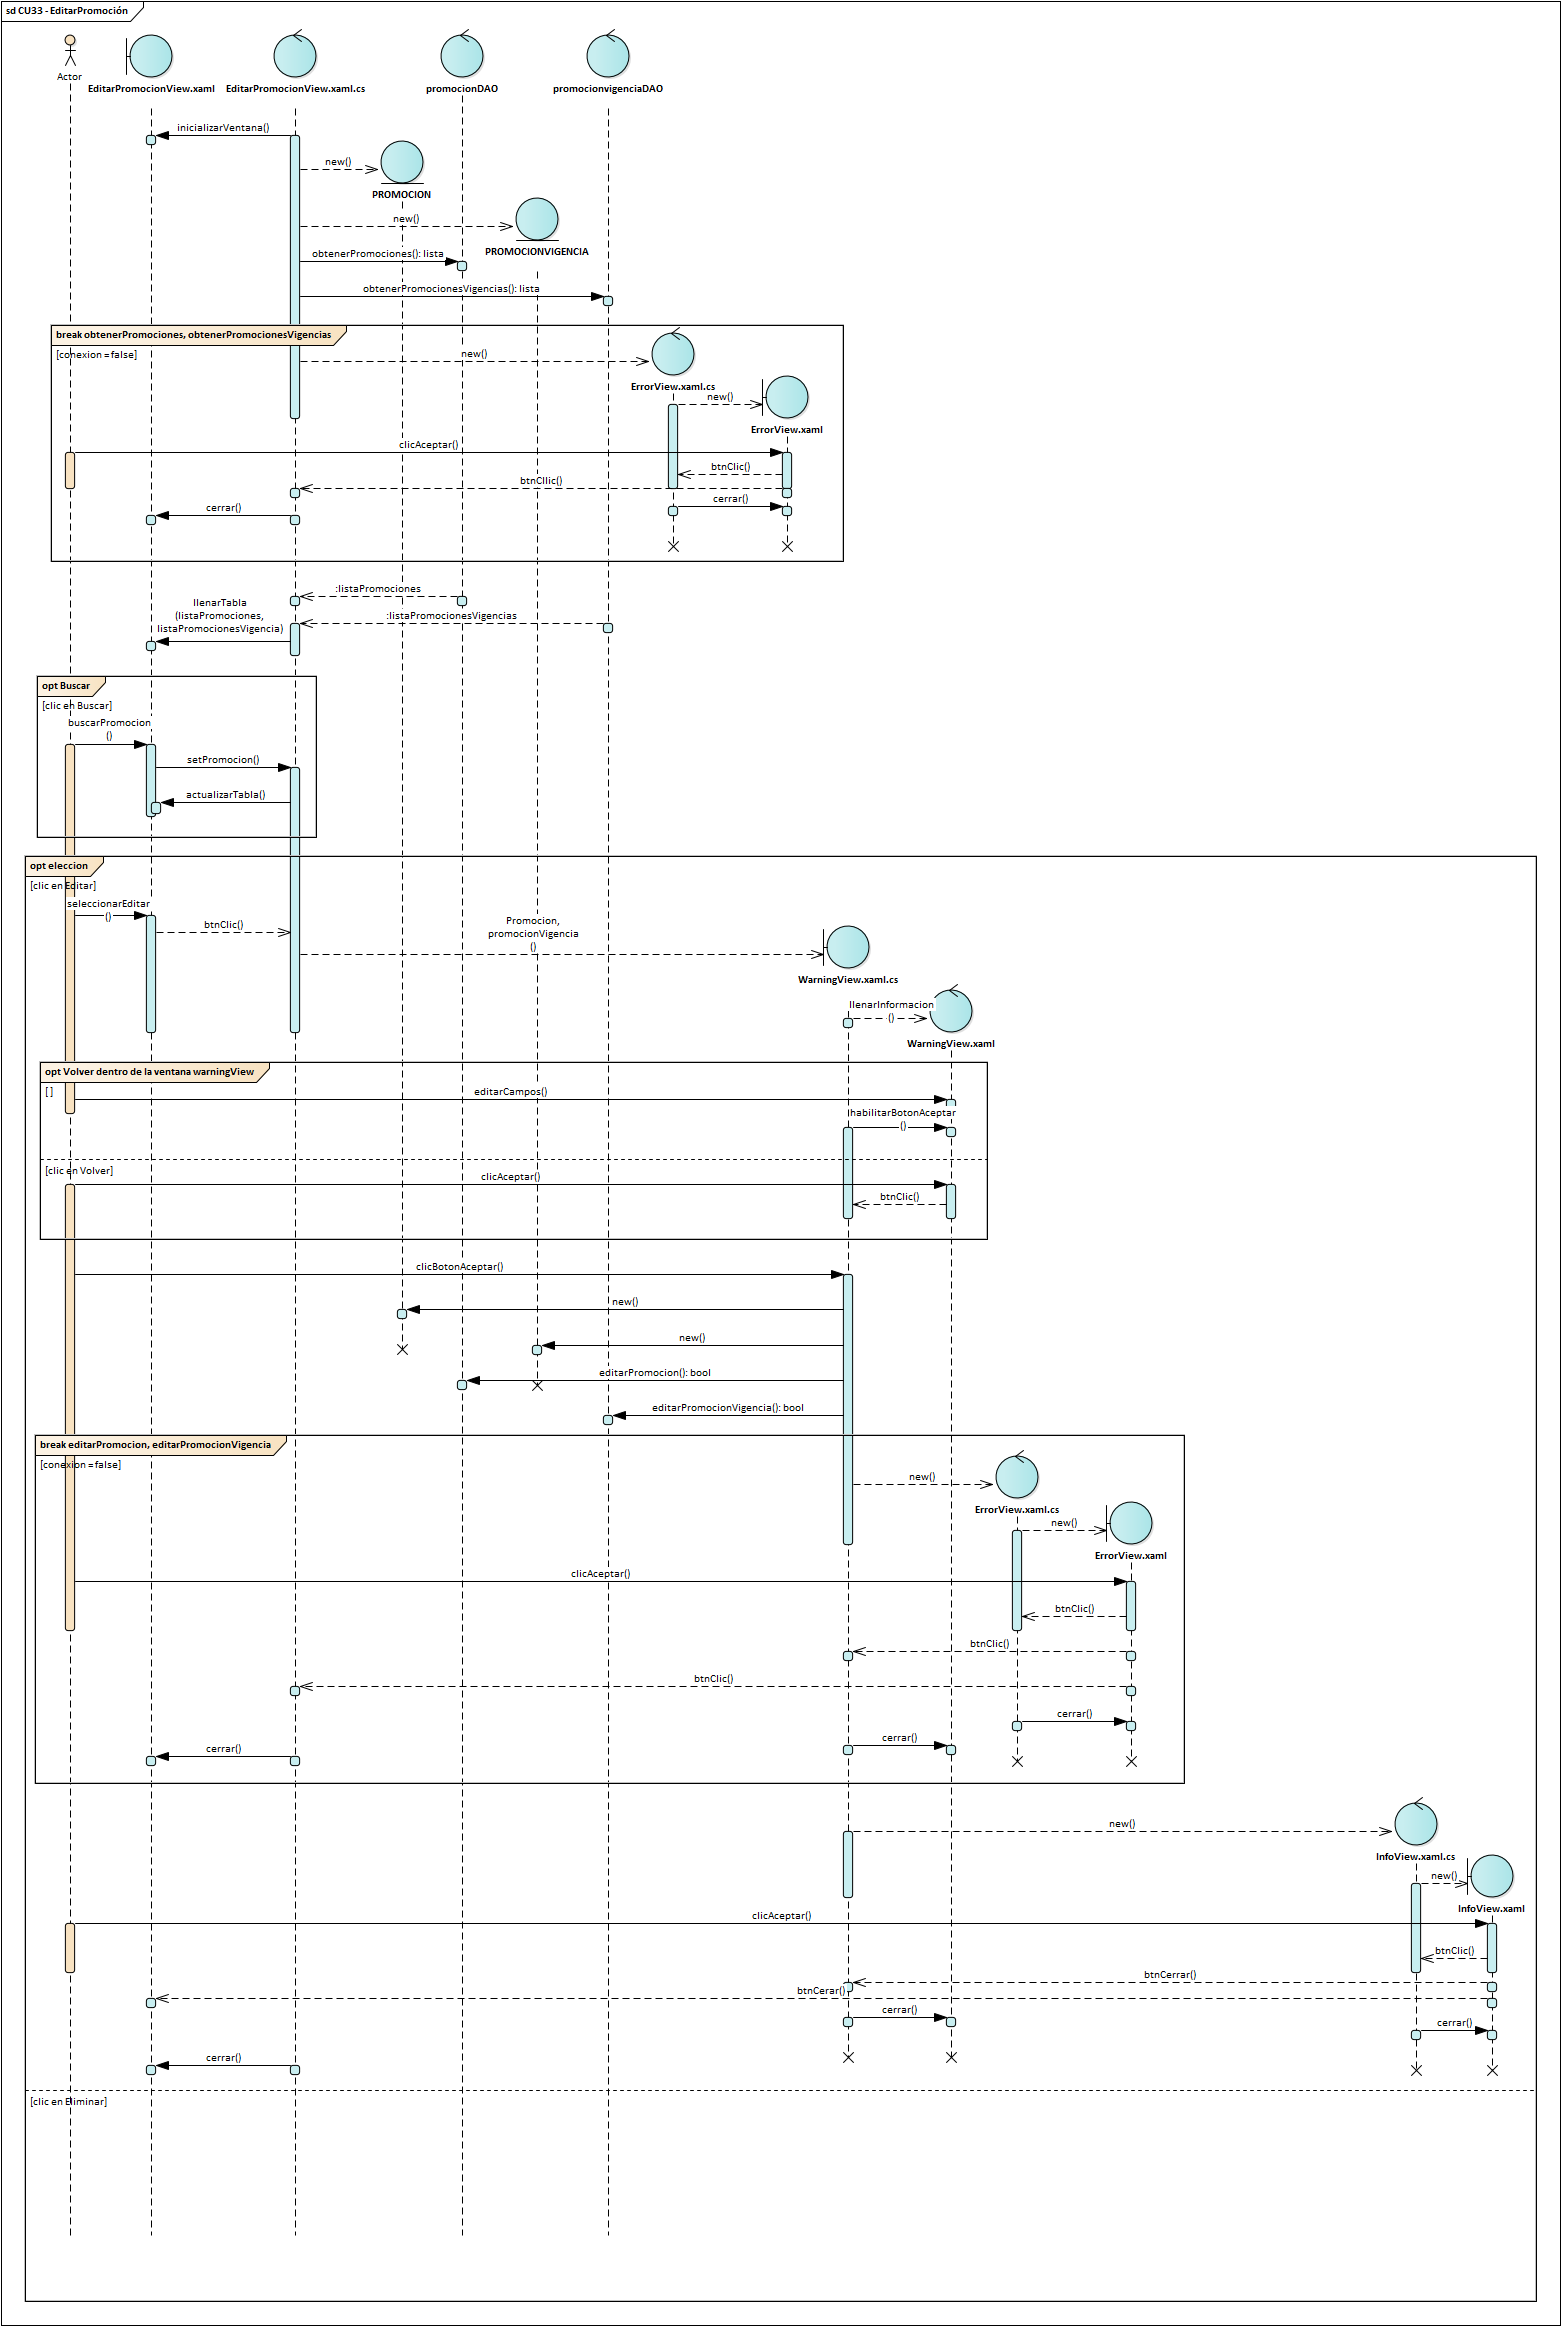 sd CU33 - EditarPromoción
Actor
EditarPromocionView.xaml
EditarPromocionView.xaml.cs
promocionDAO
promocionvigenciaDAO
inicializarVentana()
new()
PROMOCION
new()
PROMOCIONVIGENCIA
obtenerPromociones(): lista
obtenerPromocionesVigencias(): lista
break obtenerPromociones, obtenerPromocionesVigencias
[conexion = false]
new()
ErrorView.xaml.cs
new()
ErrorView.xaml
clicAceptar()
btnClic()
btnCllic()
cerrar()
cerrar()
:listaPromociones
llenarTabla
(listaPromociones,
listaPromocionesVigencia)
:listaPromocionesVigencias
opt Buscar
[clic en Buscar]
buscarPromocion
()
setPromocion()
actualizarTabla()
opt eleccion
[clic en Editar]
seleccionarEditar
()
btnClic()
Promocion,
promocionVigencia
()
WarningView.xaml.cs
llenarInformacion
()
WarningView.xaml
opt Volver dentro de la ventana warningView
[ ]
editarCampos()
habilitarBotonAceptar
()
[clic en Volver]
clicAceptar()
btnClic()
clicBotonAceptar()
new()
new()
editarPromocion(): bool
editarPromocionVigencia(): bool
break editarPromocion, editarPromocionVigencia
[conexion = false]
new()
ErrorView.xaml.cs
new()
ErrorView.xaml
clicAceptar()
btnClic()
btnClic()
btnClic()
cerrar()
cerrar()
cerrar()
new()
InfoView.xaml.cs
new()
InfoView.xaml
clicAceptar()
btnClic()
btnCerrar()
btnCerar()
cerrar()
cerrar()
cerrar()
[clic en Eliminar]